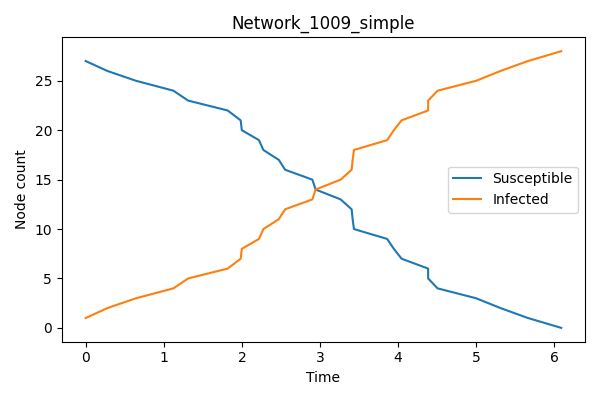 Network_1009_simple
Node count
25
20
15
10
5
0
Susceptible
Infected
0 1 2 3 4 5 6
Time